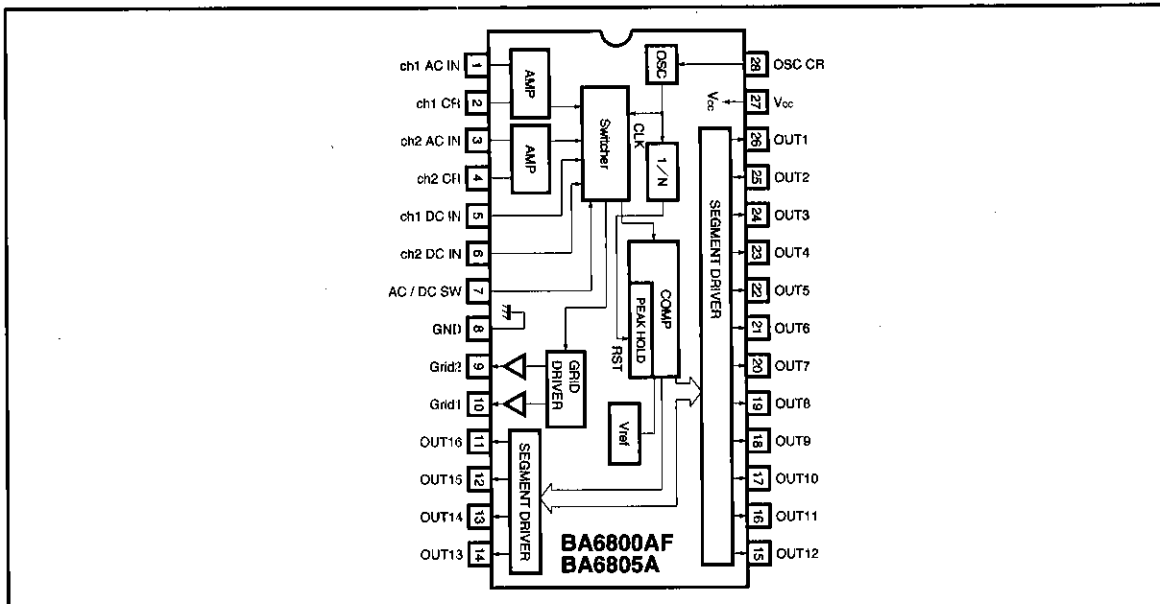 ch1 AC IN 1
ch1 CR 2
ch2 AC IN 3
ch2 CR 4
ch1 DC IN 5
ch2 DC IN 6
AC / DC SW 7
GND 8
Grid2 9
Grid1 10
OUT16 11
OUT15 12
OUT14 13
OUT13 14
AMP
AMP
Switcher
OSC
CLK
1/N
Vcc
COMP
PEAK HOLD
RST
GRID DRIVER
Vref
SEGMENT DRIVER
SEGMENT DRIVER
BA6800AF
BA6805A
28 OSC CR
27 Vcc
26 OUT1
25 OUT2
24 OUT3
23 OUT4
22 OUT5
21 OUT6
20 OUT7
19 OUT8
18 OUT9
17 OUT10
16 OUT11
15 OUT12